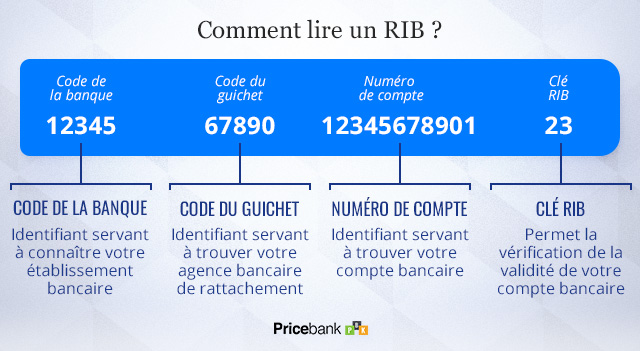 Comment lire un RIB ?
Code de
la banque
12345
Code du
guichet
67890
Numéro
de compte
12345678901
Clé
RIB
23
CODE DE LA BANQUE
Identifiant servant
à connaître votre
établissement
bancaire
CODE DU GUICHET
Identifiant servant
à trouver votre
agence bancaire
de rattachement
NUMÉRO DE COMPTE
Identifiant servant
à trouver votre
compte bancaire
CLÉ RIB
Permet la
vérification de la
validité de votre
compte bancaire
Pricebank